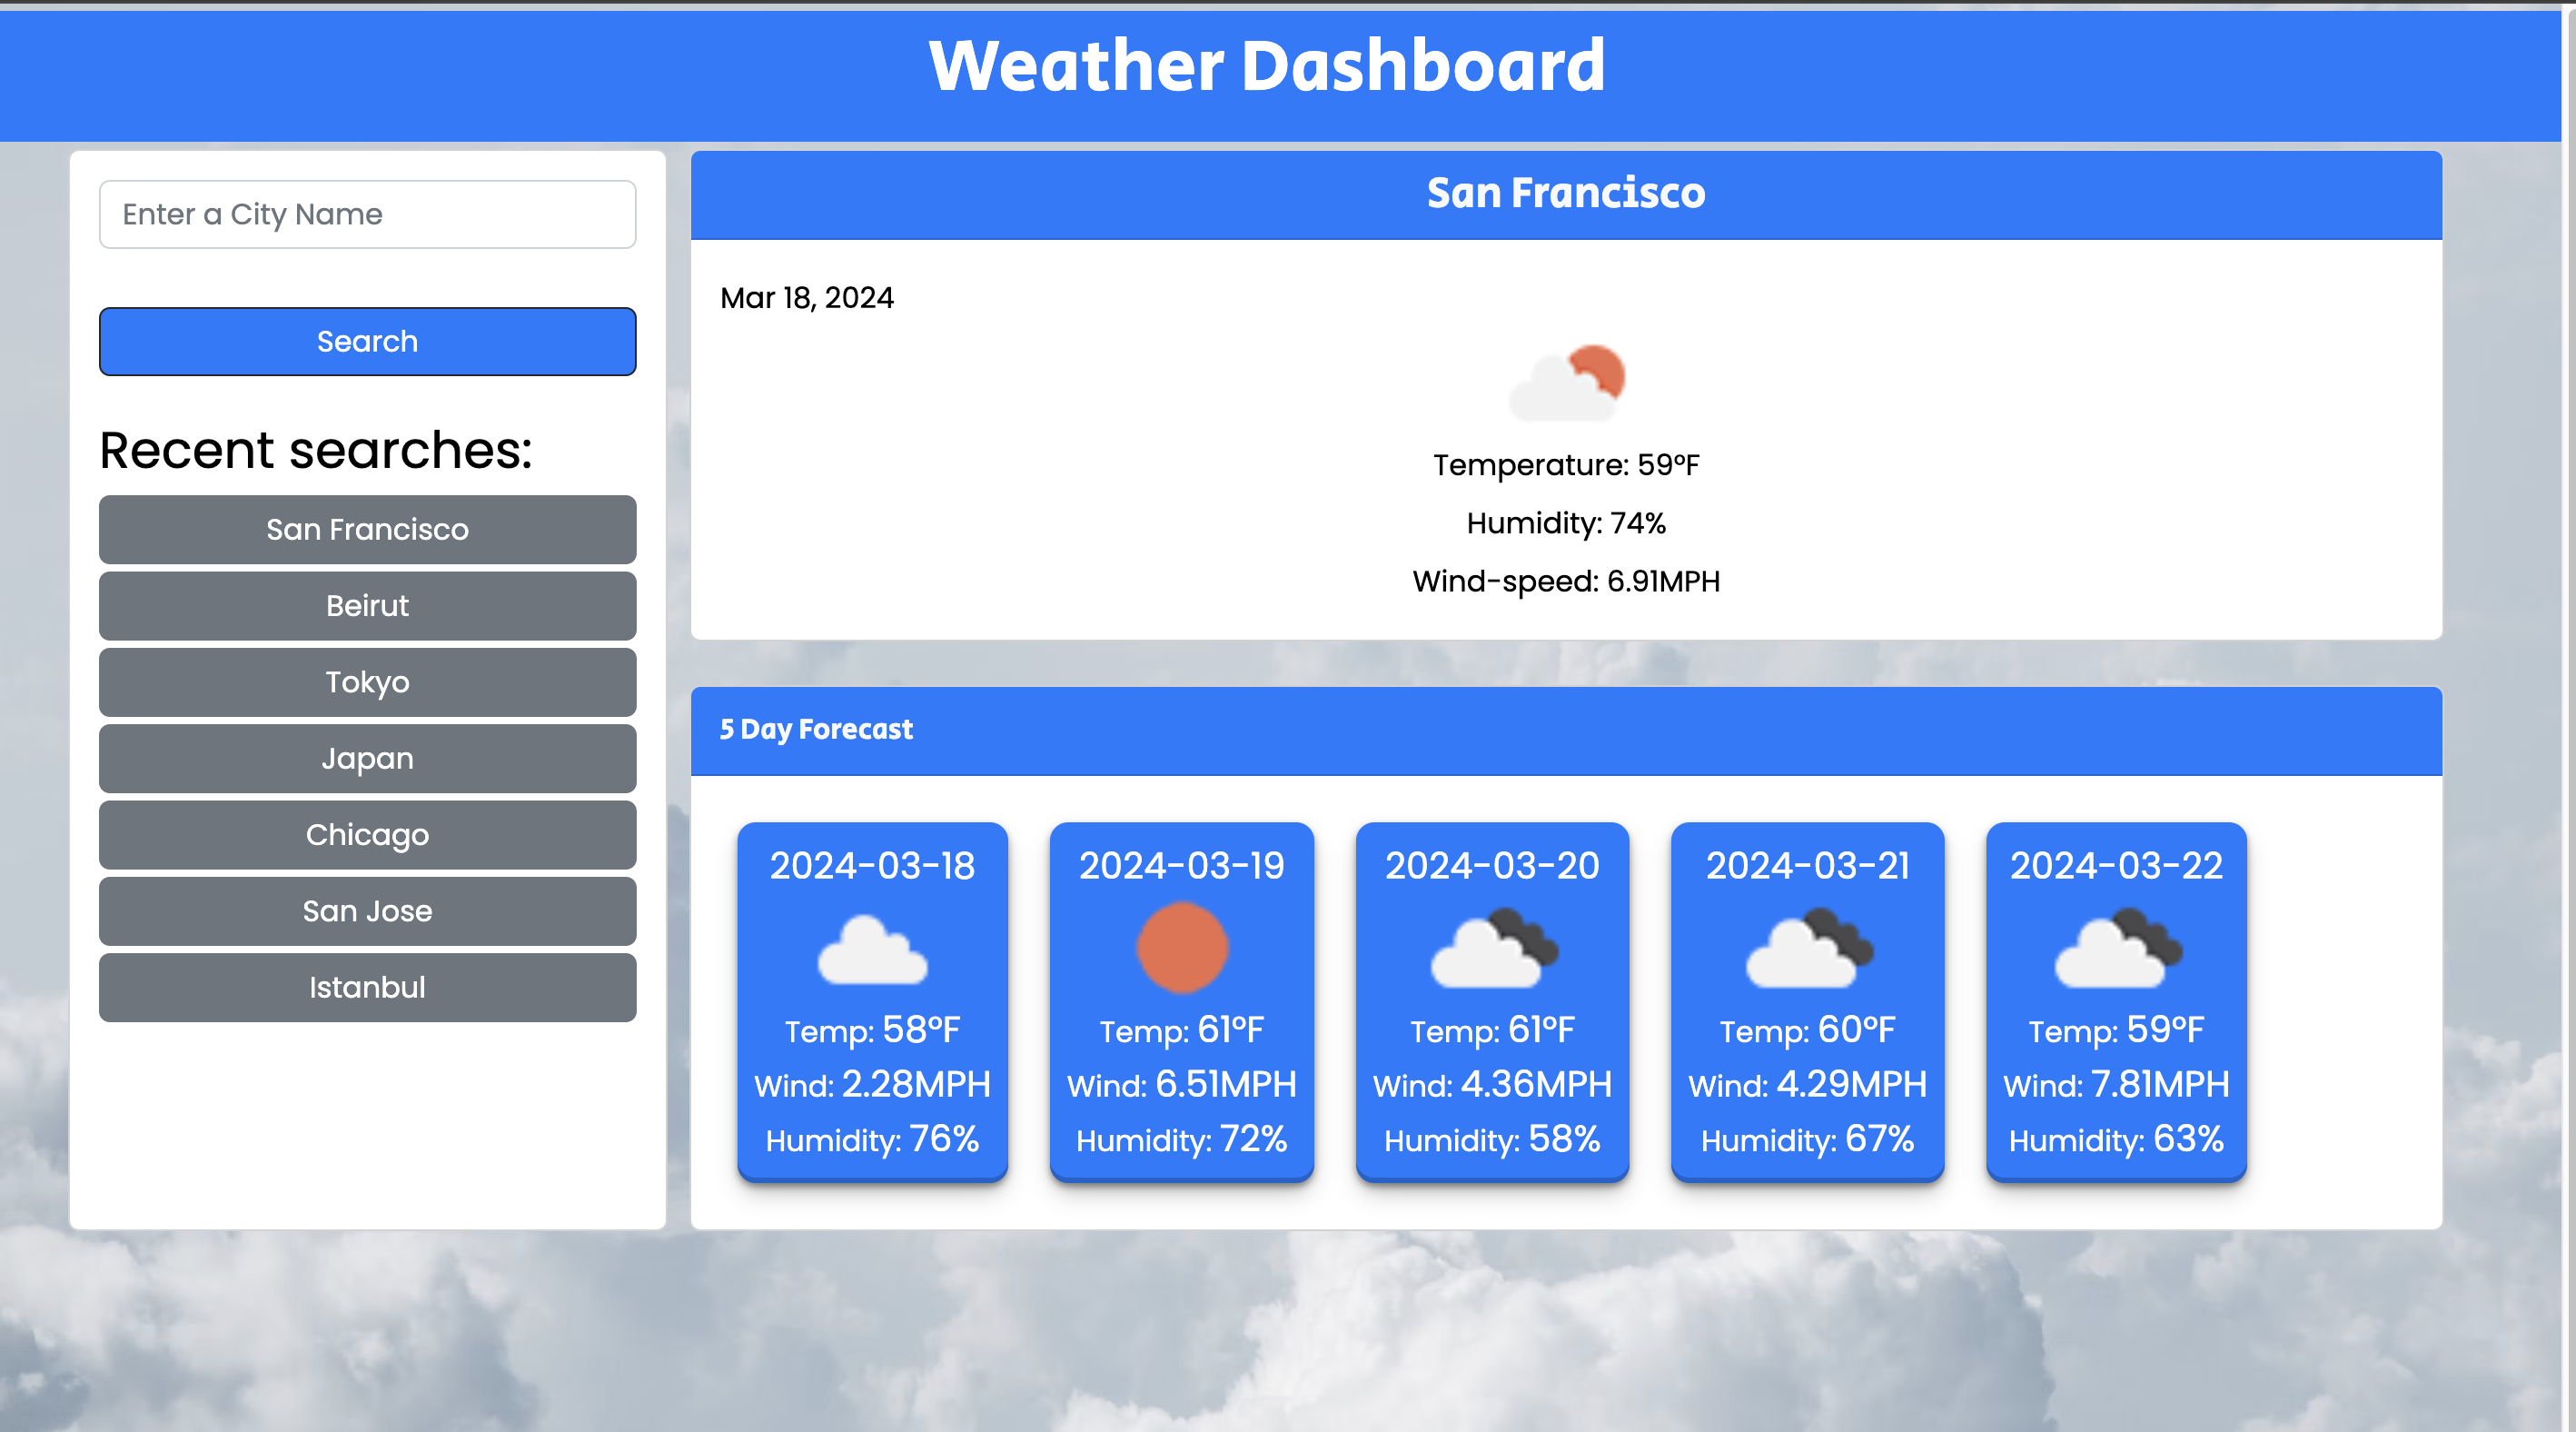 Weather Dashboard
Enter a City Name
Search
Recent searches:
San Francisco
Beirut
Tokyo
Japan
Chicago
San Jose
Istanbul
San Francisco
Mar 18, 2024
Temperature: 59°F
Humidity: 74%
Wind-speed: 6.91MPH
5 Day Forecast
2024-03-18
Temp: 58°F
Wind: 2.28MPH
Humidity: 76%
2024-03-19
Temp: 61°F
Wind: 6.51MPH
Humidity: 72%
2024-03-20
Temp: 61°F
Wind: 4.36MPH
Humidity: 58%
2024-03-21
Temp: 60°F
Wind: 4.29MPH
Humidity: 67%
2024-03-22
Temp: 59°F
Wind: 7.81MPH
Humidity: 63%